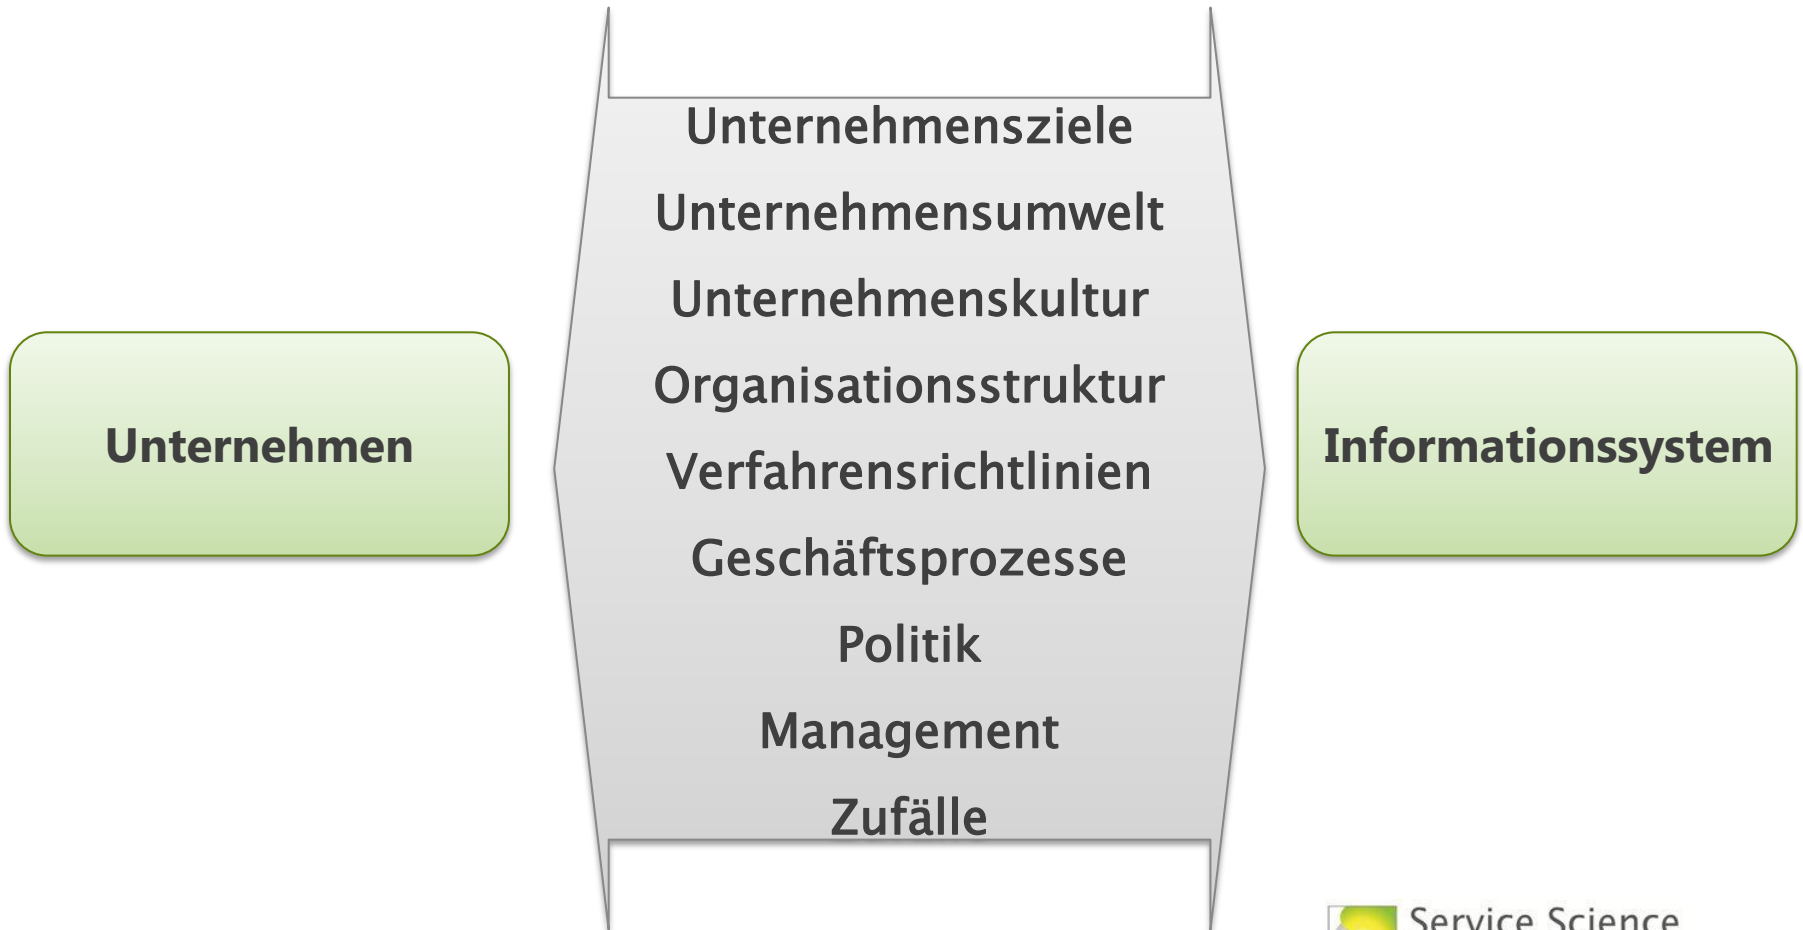 Unternehmensziele
Unternehmensumwelt
Unternehmenskultur
Organisationsstruktur
Verfahrensrichtlinien
Geschäftsprozesse
Politik
Management
Zufälle
Unternehmen
Informationssystem
Service Science